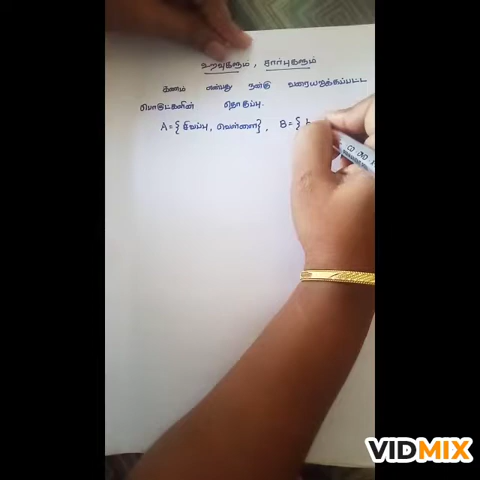 உறவுகளும் , சார்புகளும்
கணம் என்பது நன்கு வரையறுக்கப்பட்ட
பொருட்களின் தொகுப்பு.
A = { சிவப்பு, வெள்ளை} , B = {
VIDMIX